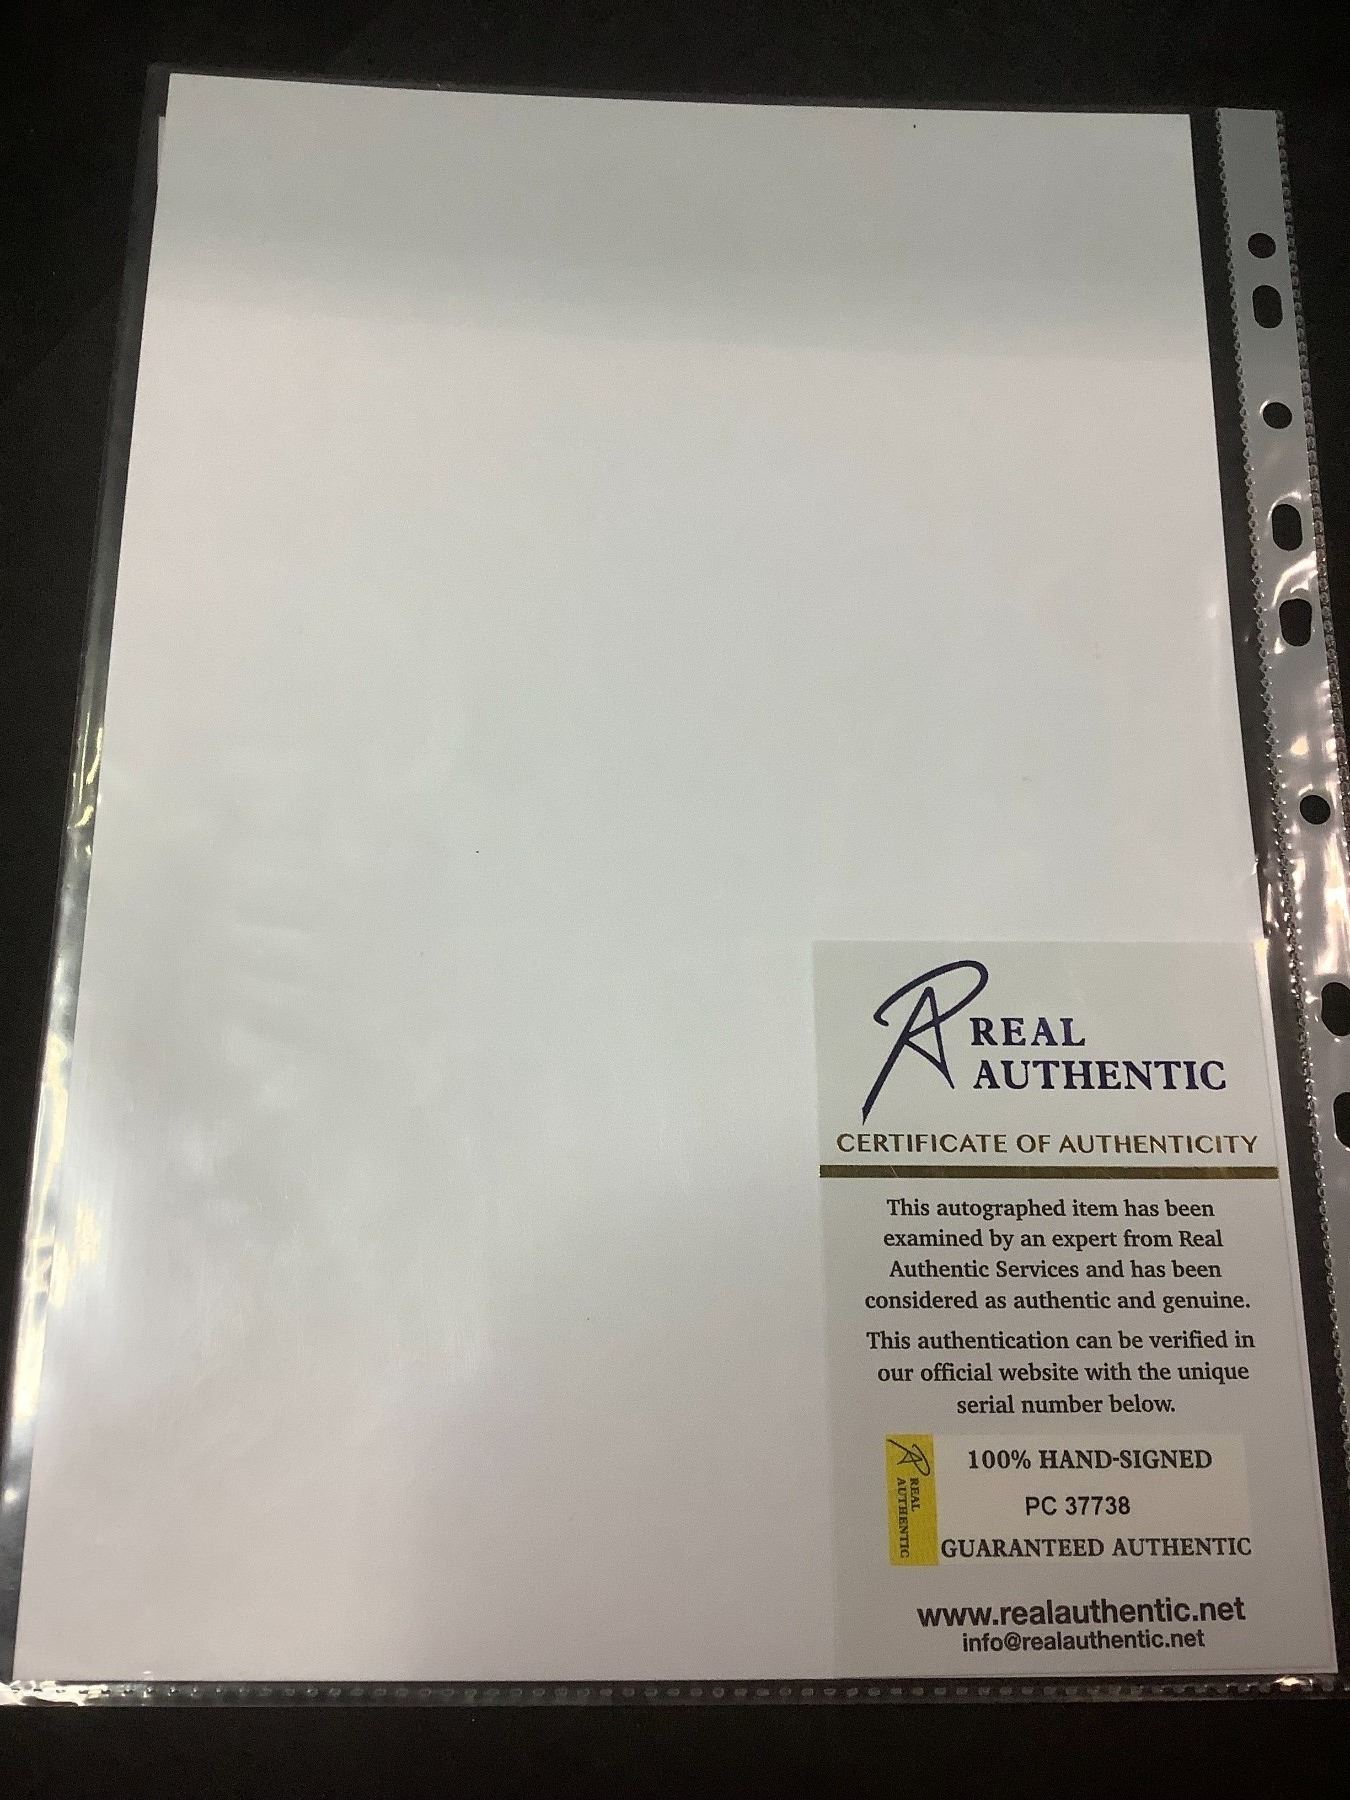 REAL
AUTHENTIC
CERTIFICATE OF AUTHENTICITY
This autographed item has been
examined by an expert from Real
Authentic Services and has been
considered as authentic and genuine.
This authentication can be verified in
our official website with the unique
serial number below.
REAL
AUTHENTIC
100% HAND-SIGNED
PC 37738
GUARANTEED AUTHENTIC
www.realauthentic.net
info@realauthentic.net